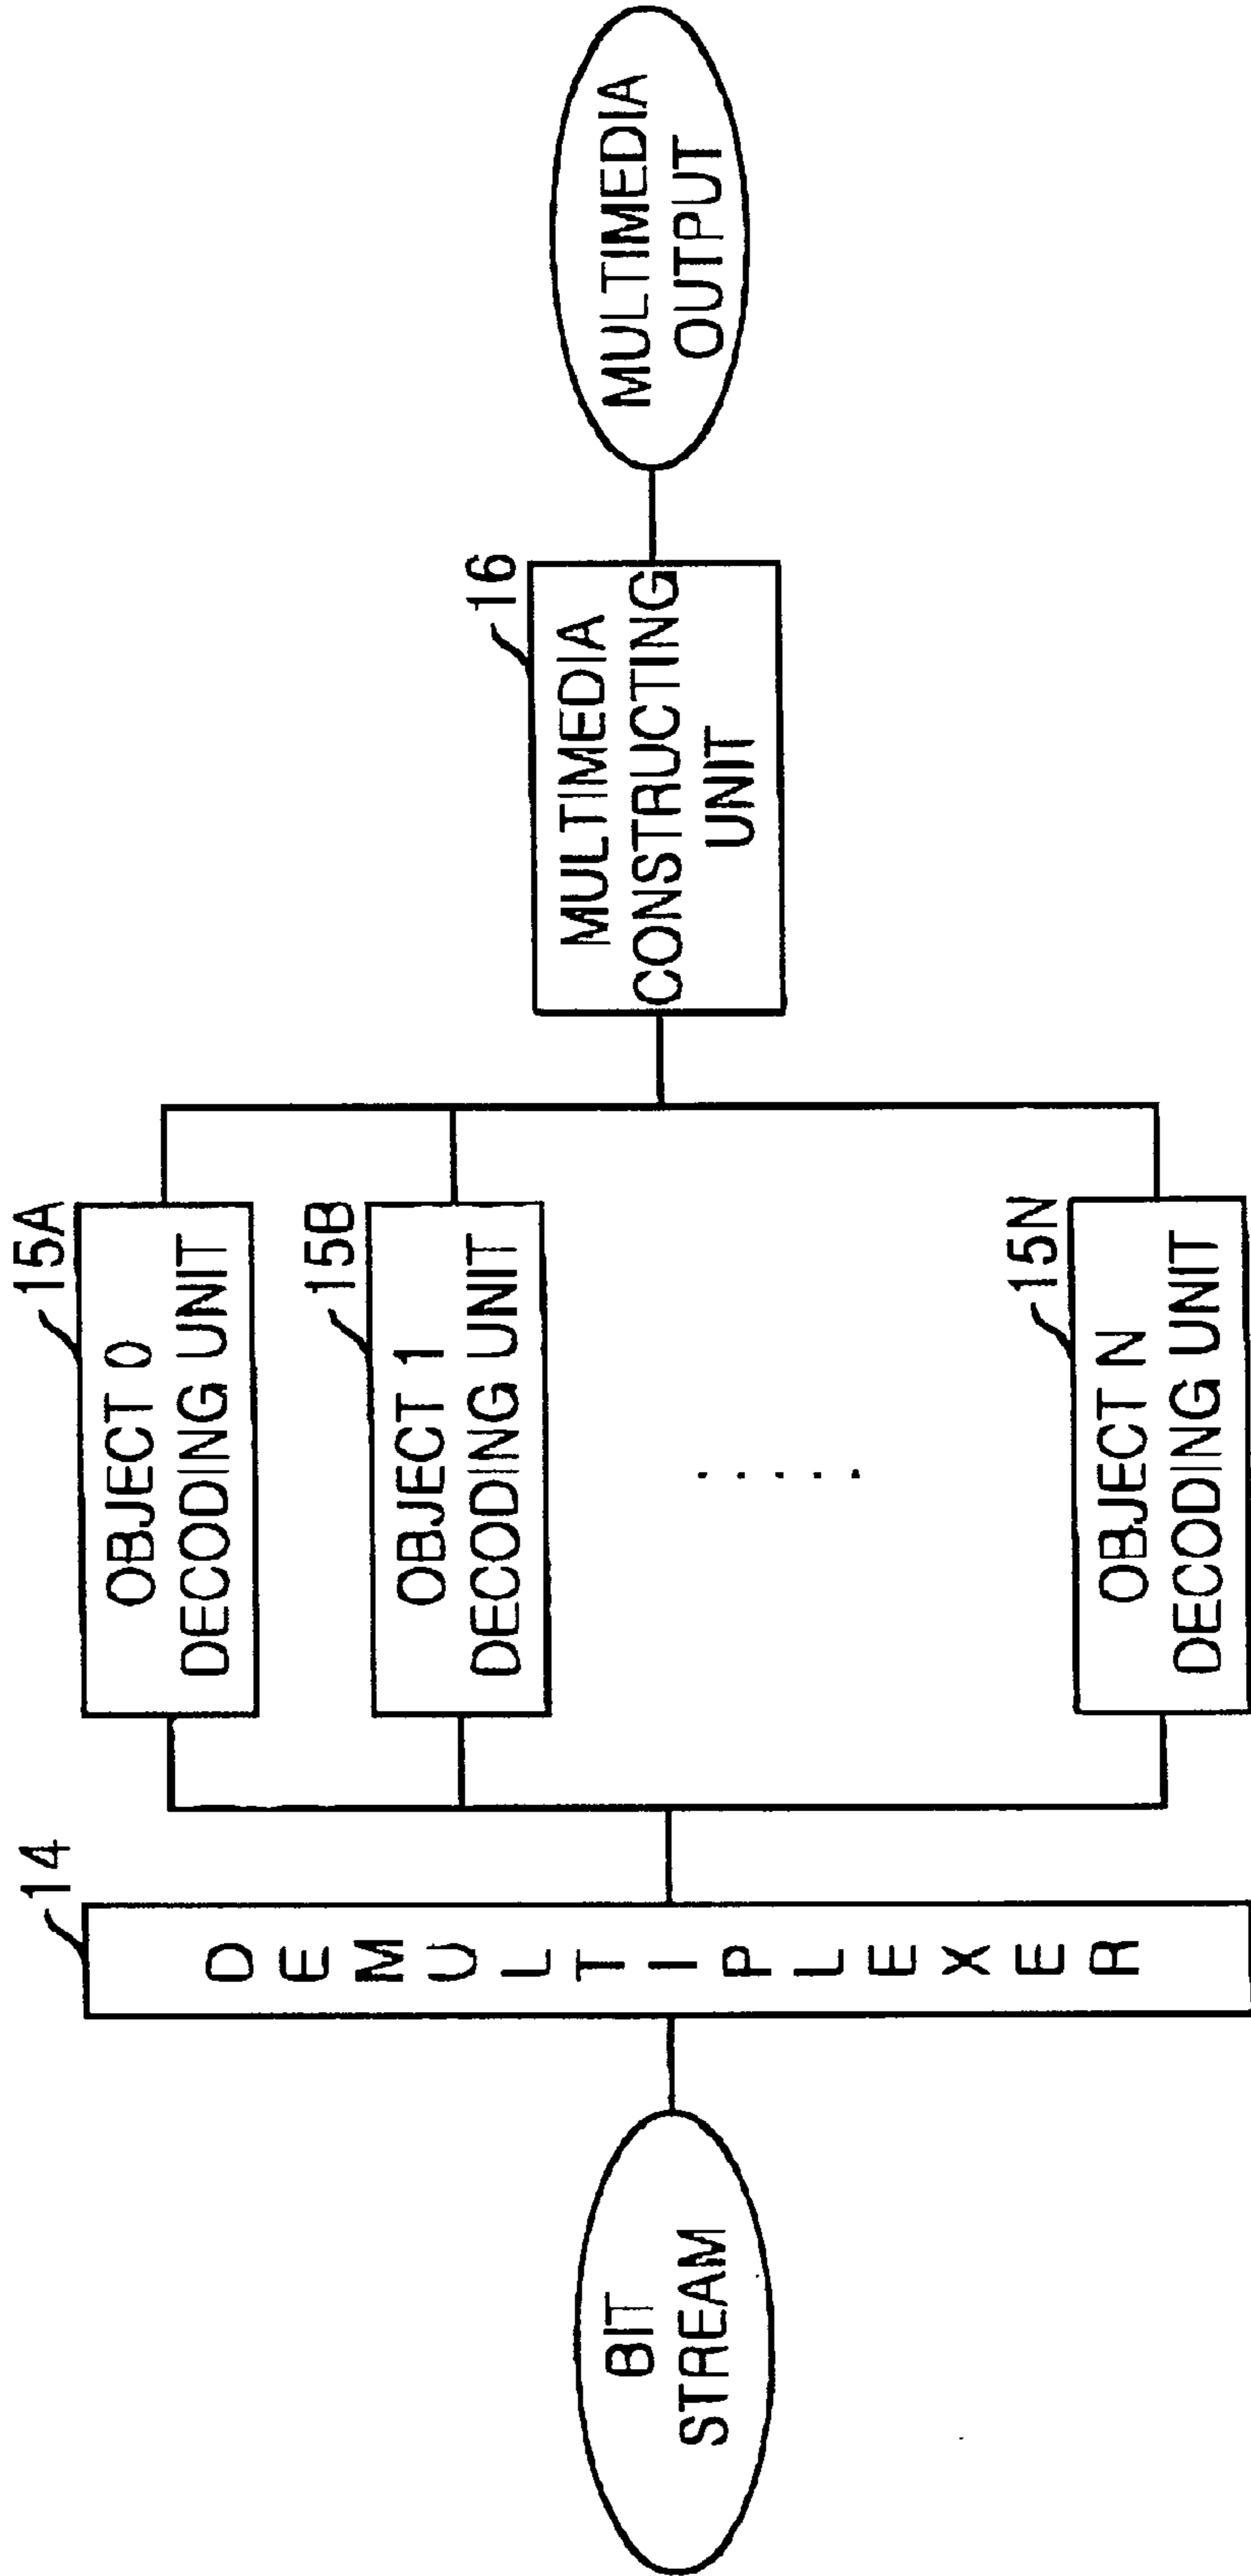 BIT
STREAM
14
DEMULTIPLEXER
15A
OBJECT 0
DECODING UNIT
15B
OBJECT 1
DECODING UNIT
.....
15N
OBJECT N
DECODING UNIT
16
MULTIMEDIA
CONSTRUCTING
UNIT
MULTIMEDIA
OUTPUT